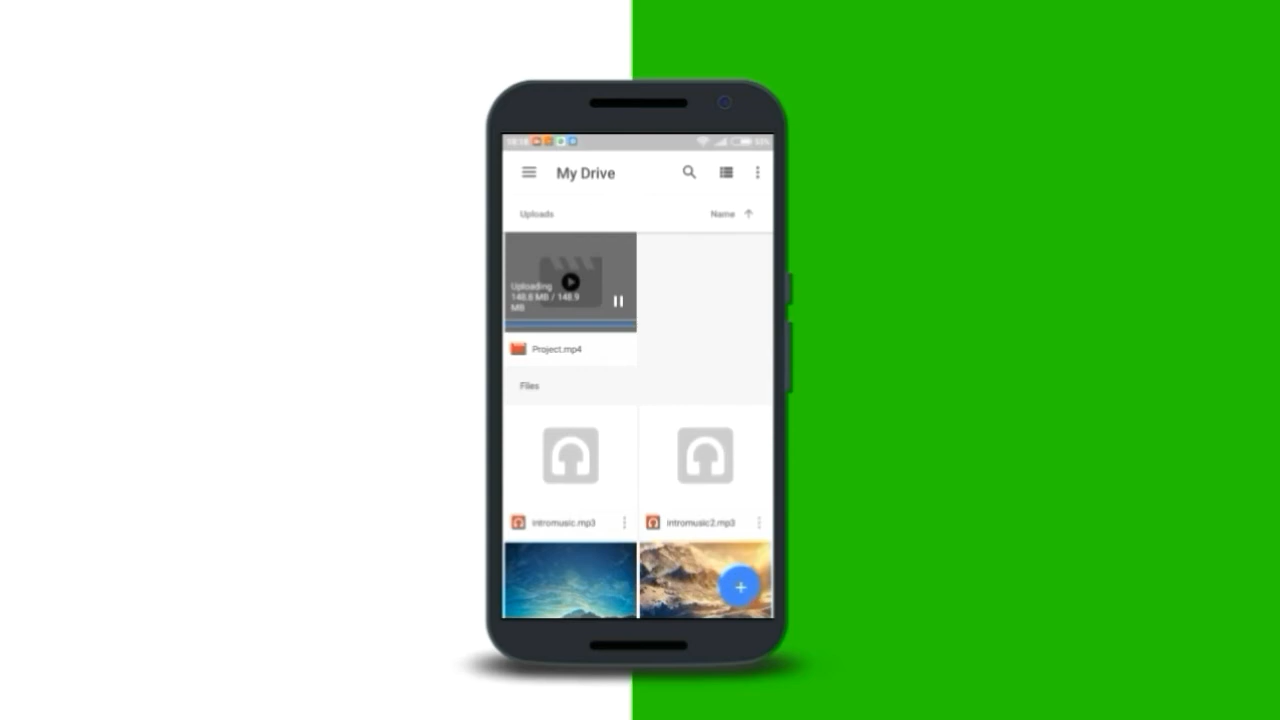 My Drive
Uploads
Name
Uploading
148.6 MB / 148.9
MB
Project.mp4
Files
intromusic.mp3
intromusic2.mp3